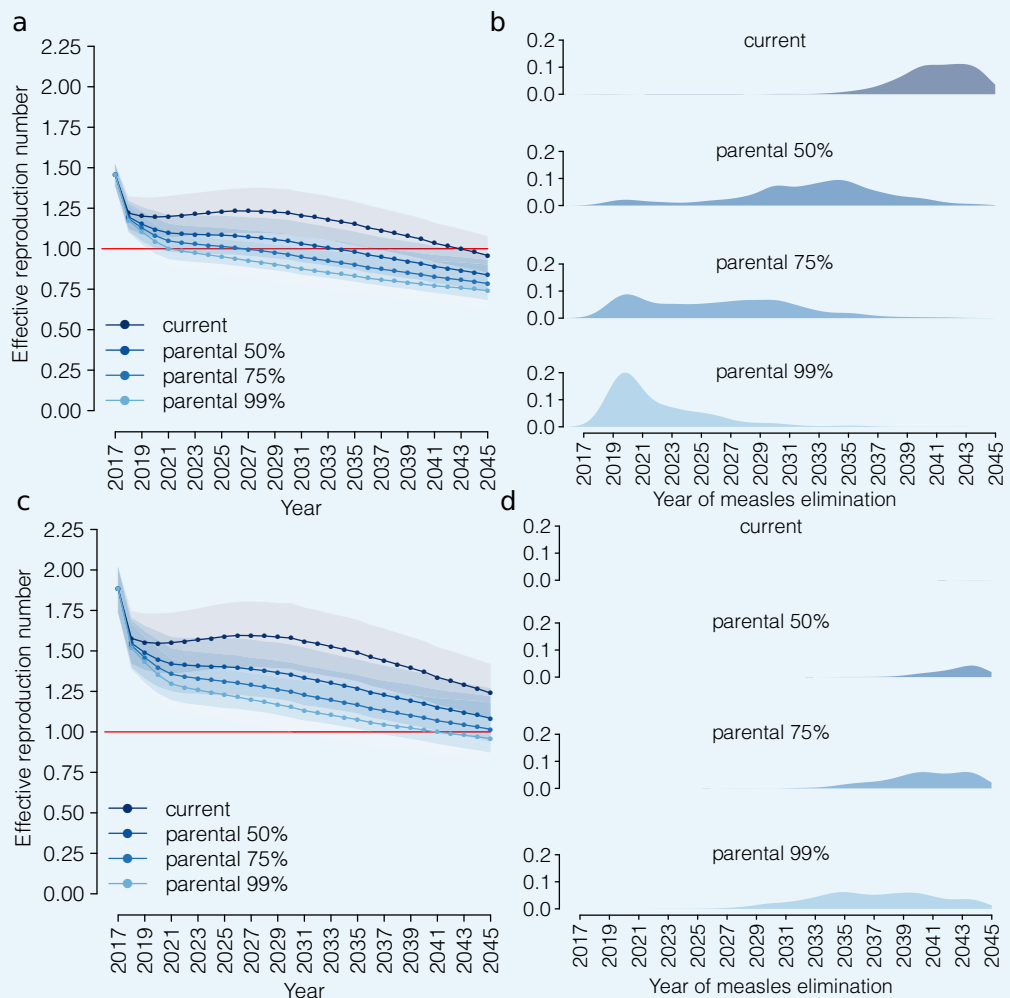 a
2.25
2.00
1.75
1.50
1.25
1.00
0.75
0.50
0.25
0.00
Effective reproduction number
current
parental 50%
parental 75%
parental 99%
2017 2019 2021 2023 2025 2027 2029 2031 2033 2035 2037 2039 2041 2043 2045
Year
b
current
0.2
0.1
0.0
parental 50%
0.2
0.1
0.0
parental 75%
0.2
0.1
0.0
parental 99%
0.2
0.1
0.0
2017 2019 2021 2023 2025 2027 2029 2031 2033 2035 2037 2039 2041 2043 2045
Year of measles elimination
c
2.25
2.00
1.75
1.50
1.25
1.00
0.75
0.50
0.25
0.00
Effective reproduction number
current
parental 50%
parental 75%
parental 99%
2017 2019 2021 2023 2025 2027 2029 2031 2033 2035 2037 2039 2041 2043 2045
Year
d
current
0.2
0.1
0.0
parental 50%
0.2
0.1
0.0
parental 75%
0.2
0.1
0.0
parental 99%
0.2
0.1
0.0
2017 2019 2021 2023 2025 2027 2029 2031 2033 2035 2037 2039 2041 2043 2045
Year of measles elimination